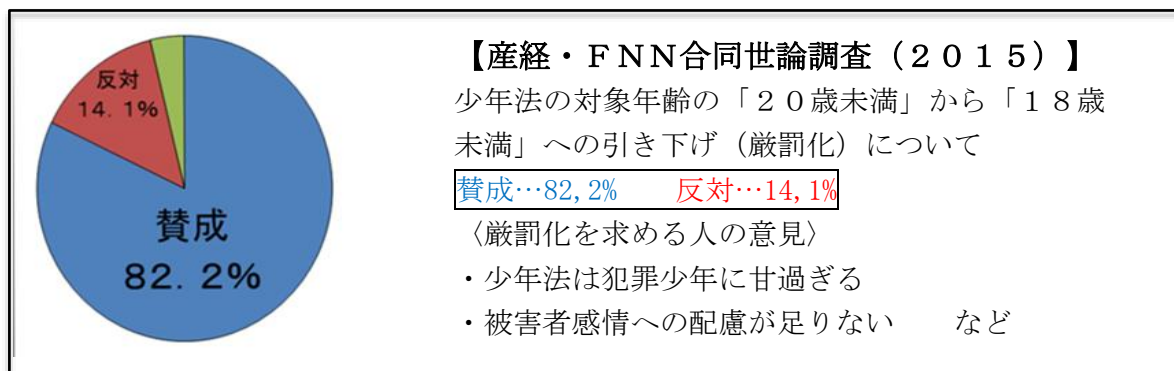 反対
14.1%
賛成
82.2%
【産経・FNN合同世論調査（2015）】
少年法の対象年齢の「20歳未満」から「18歳
未満」への引き下げ（厳罰化）について
賛成…82,2%　　反対…14,1%
〈厳罰化を求める人の意見〉
・少年法は犯罪少年に甘過ぎる
・被害者感情への配慮が足りない　　など